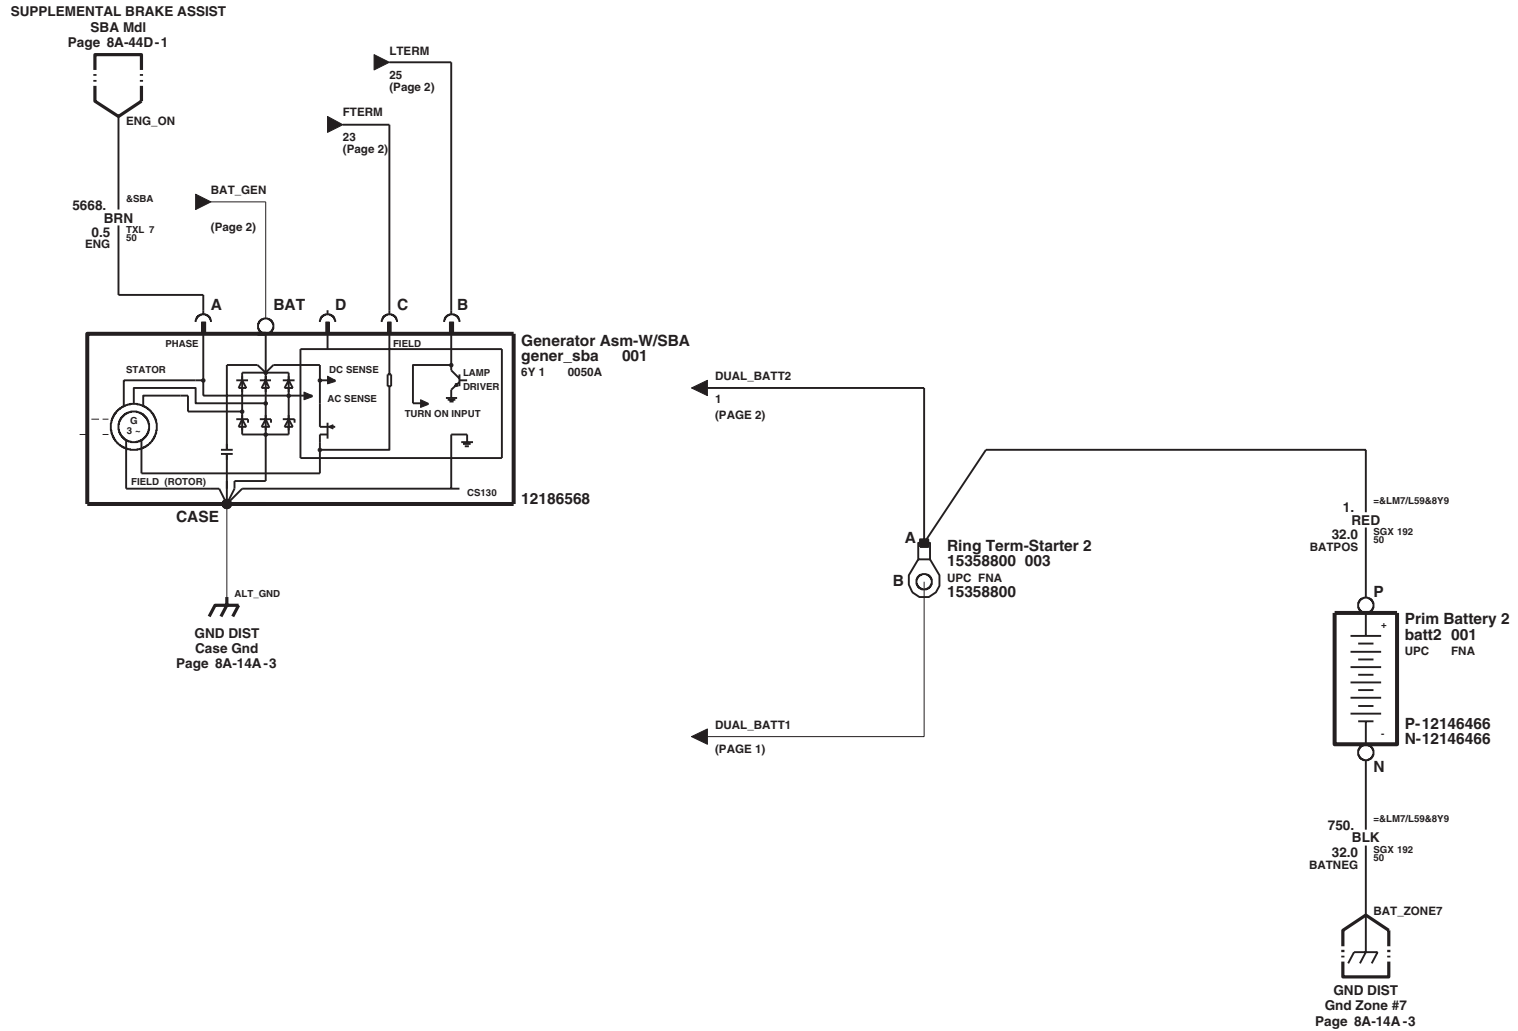 SUPPLEMENTAL BRAKE ASSIST
SBA Mdl
Page 8A-44D-1
ENG_ON
5668.
&SBA
BRN
0.5
TXL 7
50
ENG
LTERM
25
(Page 2)
FTERM
23
(Page 2)
BAT_GEN
(Page 2)
A
BAT
D
C
B
PHASE
FIELD
STATOR
DC SENSE
AC SENSE
LAMP
DRIVER
TURN ON INPUT
G
3 ~
FIELD (ROTOR)
CS130
Generator Asm-W/SBA
gener_sba 001
6Y 1 0050A
12186568
CASE
ALT_GND
GND DIST
Case Gnd
Page 8A-14A-3
DUAL_BATT2
1
(PAGE 2)
A
Ring Term-Starter 2
15358800 003
B
UPC FNA
15358800
DUAL_BATT1
(PAGE 1)
=&LM7/L59&8Y9
1.
RED
32.0
SGX 192
50
BATPOS
P
+
Prim Battery 2
batt2 001
UPC FNA
P-12146466
N-12146466
-
N
=&LM7/L59&8Y9
750.
BLK
32.0
SGX 192
50
BATNEG
BAT_ZONE7
GND DIST
Gnd Zone #7
Page 8A-14A-3